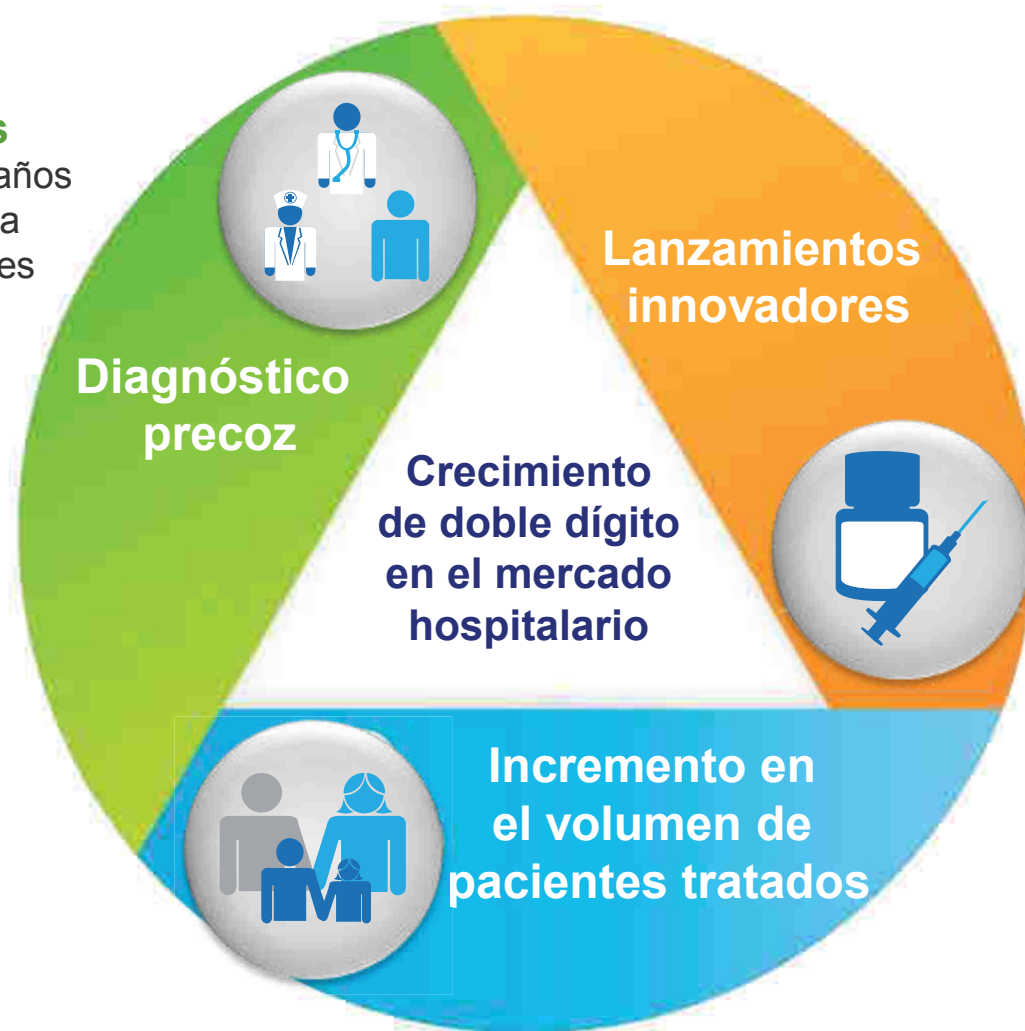 años
Lanzamientos
innovadores
Diagnóstico
precoz
Crecimiento
de doble dígito
en el mercado
hospitalario
Incremento en
el volumen de
pacientes tratados